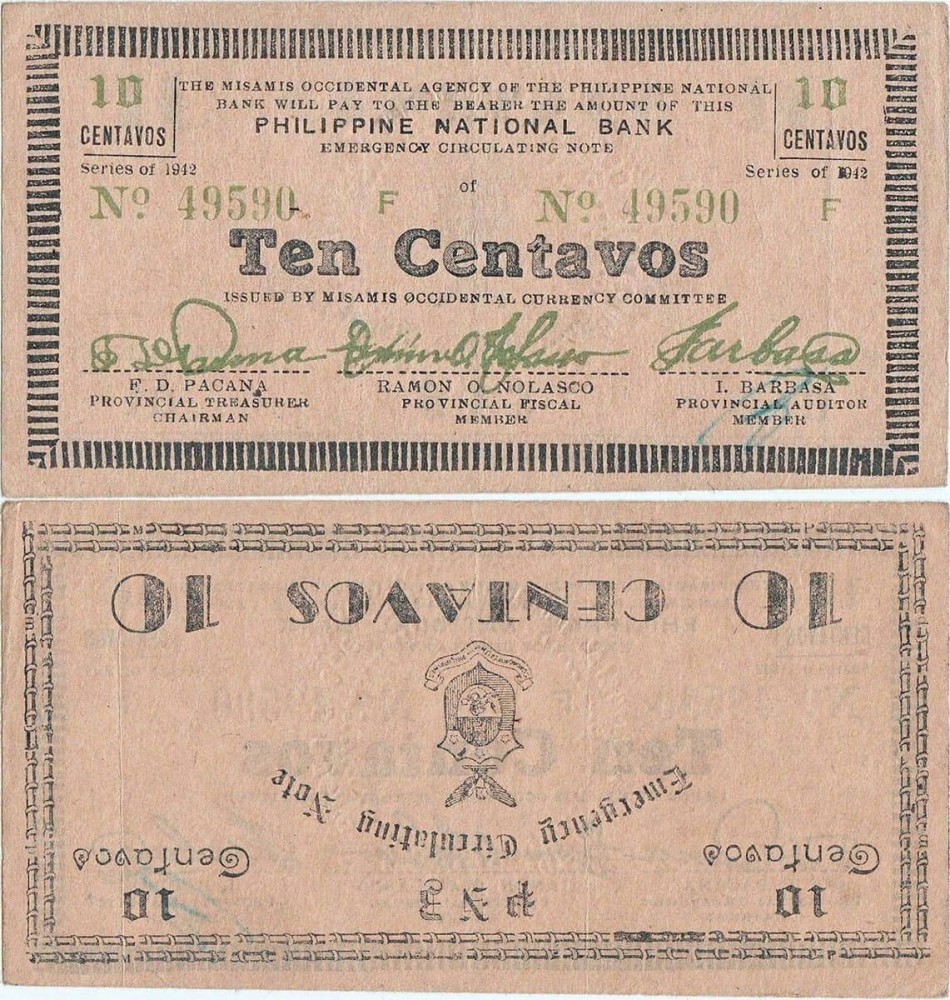 10 THE MISAMIS OCCIDENTAL AGENCY OF THE PHILIPPINE NATIONAL 10
BANK WILL PAY TO THE BEARER THE AMOUNT OF THIS
CENTAVOS PHILIPPINE NATIONAL BANK CENTAVOS
EMERGENCY CIRCULATING NOTE
Series of 1942 of Series of 1942
Nº 49590 F Nº 49590 F
Ten Centavos
ISSUED BY MISAMIS OCCIDENTAL CURRENCY COMMITTEE
F. D. PACANA RAMON O. NOLASCO I. BARBASA
PROVINCIAL TREASURER PROVINCIAL FISCAL PROVINCIAL AUDITOR
CHAIRMAN MEMBER MEMBER
10 PNB 10
Centavos Centavos
Emergency Circulating Note
10 CENTAVOS 10